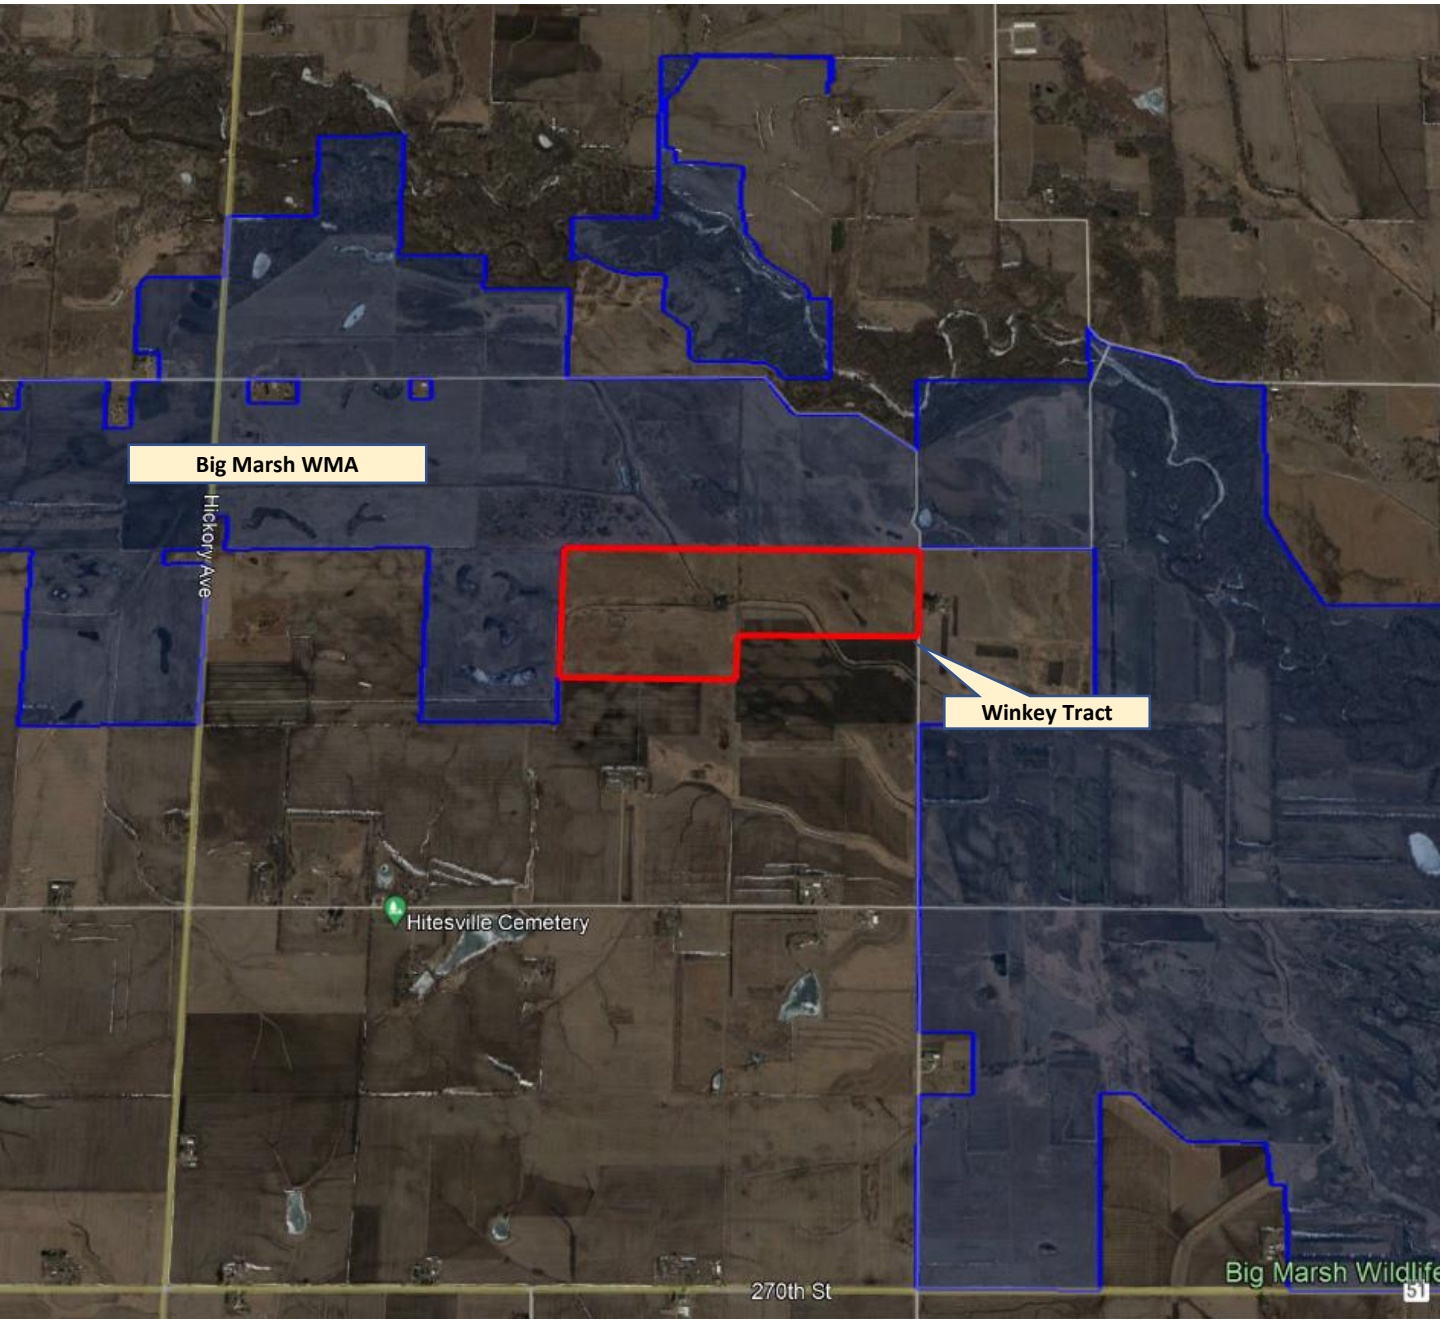 Big Marsh WMA
Hickory Ave
Winkey Tract
Hitesville Cemetery
270th St
Big Marsh Wildlife
51